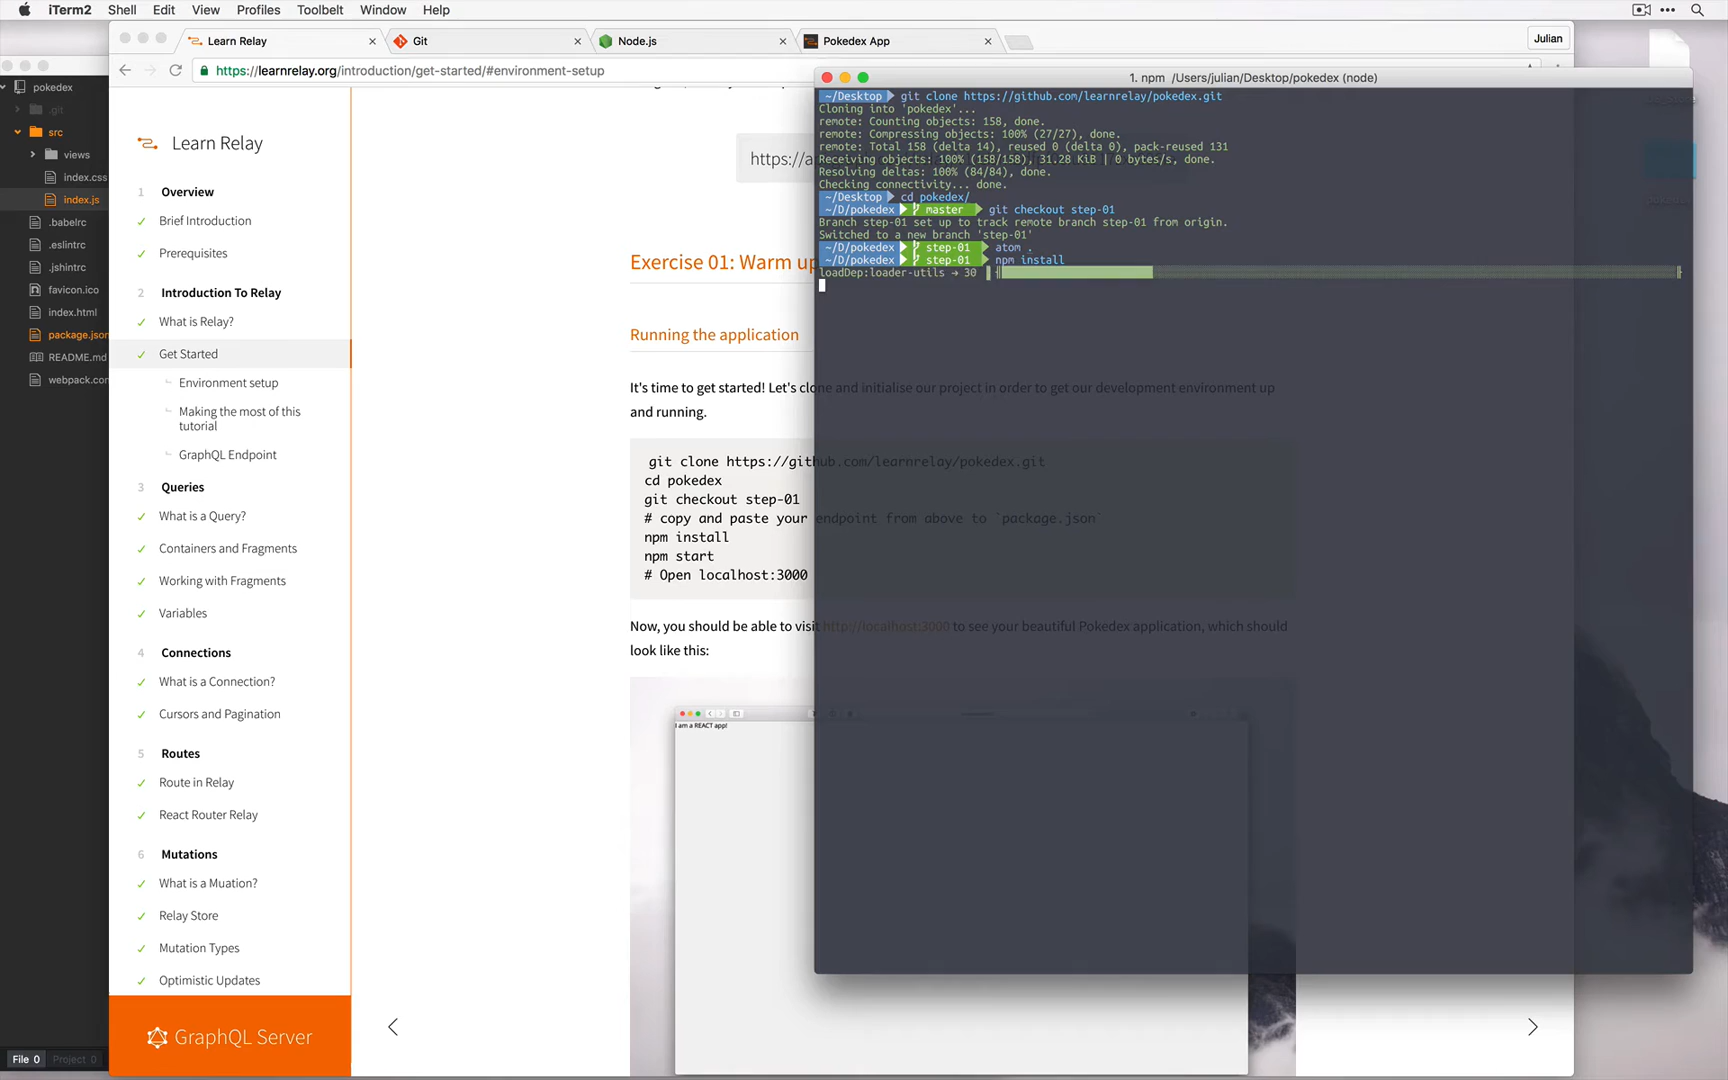 iTerm2 Shell Edit View Profiles Toolbelt Window Help
Learn Relay
Git
Node.js
Pokedex App
Julian
https://learnrelay.org/introduction/get-started/#environment-setup
pokedex
.git
src
views
index.css
index.js
.babelrc
.eslintrc
.jshintrc
favicon.ico
index.html
package.json
README.md
webpack.con
File 0 Project 0
Learn Relay
1 Overview
✓ Brief Introduction
✓ Prerequisites
2 Introduction To Relay
✓ What is Relay?
✓ Get Started
Environment setup
Making the most of this
tutorial
GraphQL Endpoint
3 Queries
✓ What is a Query?
✓ Containers and Fragments
✓ Working with Fragments
✓ Variables
4 Connections
✓ What is a Connection?
✓ Cursors and Pagination
5 Routes
✓ Route in Relay
✓ React Router Relay
6 Mutations
✓ What is a Muation?
✓ Relay Store
✓ Mutation Types
✓ Optimistic Updates
GraphQL Server
https://a
Exercise 01: Warm up
Running the application
It's time to get started! Let's clone and initialise our project in order to get our development environment up
and running.
git clone https://github.com/learnrelay/pokedex.git
cd pokedex
git checkout step-01
# copy and paste your endpoint from above to `package.json`
npm install
npm start
# Open localhost:3000
Now, you should be able to visit http://localhost:3000 to see your beautiful Pokedex application, which should
look like this:
I am a REACT app!
1. npm /Users/julian/Desktop/pokedex (node)
~/Desktop git clone https://github.com/learnrelay/pokedex.git
Cloning into 'pokedex'...
remote: Counting objects: 158, done.
remote: Compressing objects: 100% (27/27), done.
remote: Total 158 (delta 14), reused 0 (delta 0), pack-reused 131
Receiving objects: 100% (158/158), 31.28 KiB | 0 bytes/s, done.
Resolving deltas: 100% (84/84), done.
Checking connectivity... done.
~/Desktop cd pokedex/
~/D/pokedex master git checkout step-01
Branch step-01 set up to track remote branch step-01 from origin.
Switched to a new branch 'step-01'
~/D/pokedex step-01 atom .
~/D/pokedex step-01 npm install
loadDep:loader-utils → 30